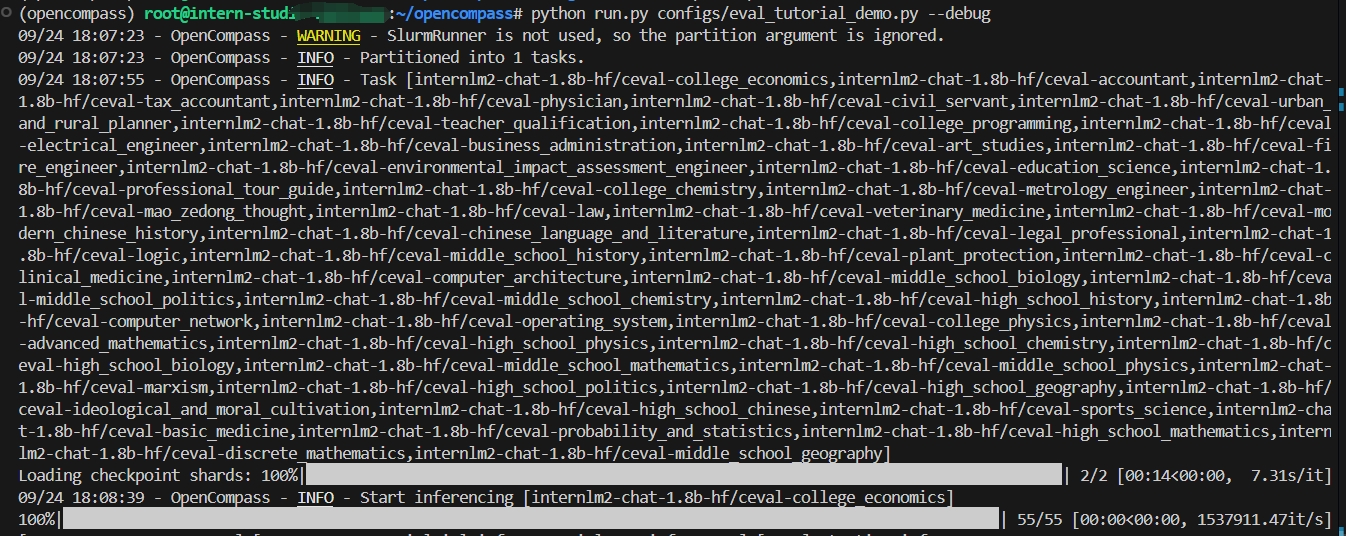 (opencompass) root@intern-studi :~/opencompass# python run.py configs/eval_tutorial_demo.py --debug
09/24 18:07:23 - OpenCompass - WARNING - SlurmRunner is not used, so the partition argument is ignored.
09/24 18:07:23 - OpenCompass - INFO - Partitioned into 1 tasks.
09/24 18:07:55 - OpenCompass - INFO - Task [internlm2-chat-1.8b-hf/ceval-college_economics,internlm2-chat-1.8b-hf/ceval-accountant,internlm2-chat-
1.8b-hf/ceval-tax_accountant,internlm2-chat-1.8b-hf/ceval-physician,internlm2-chat-1.8b-hf/ceval-civil_servant,internlm2-chat-1.8b-hf/ceval-urban_
and_rural_planner,internlm2-chat-1.8b-hf/ceval-teacher_qualification,internlm2-chat-1.8b-hf/ceval-college_programming,internlm2-chat-1.8b-hf/ceval
-electrical_engineer,internlm2-chat-1.8b-hf/ceval-business_administration,internlm2-chat-1.8b-hf/ceval-art_studies,internlm2-chat-1.8b-hf/ceval-fi
re_engineer,internlm2-chat-1.8b-hf/ceval-environmental_impact_assessment_engineer,internlm2-chat-1.8b-hf/ceval-education_science,internlm2-chat-1.
8b-hf/ceval-professional_tour_guide,internlm2-chat-1.8b-hf/ceval-college_chemistry,internlm2-chat-1.8b-hf/ceval-metrology_engineer,internlm2-chat-
1.8b-hf/ceval-mao_zedong_thought,internlm2-chat-1.8b-hf/ceval-law,internlm2-chat-1.8b-hf/ceval-veterinary_medicine,internlm2-chat-1.8b-hf/ceval-mo
dern_chinese_history,internlm2-chat-1.8b-hf/ceval-chinese_language_and_literature,internlm2-chat-1.8b-hf/ceval-legal_professional,internlm2-chat-1
.8b-hf/ceval-logic,internlm2-chat-1.8b-hf/ceval-middle_school_history,internlm2-chat-1.8b-hf/ceval-plant_protection,internlm2-chat-1.8b-hf/ceval-c
linical_medicine,internlm2-chat-1.8b-hf/ceval-computer_architecture,internlm2-chat-1.8b-hf/ceval-middle_school_biology,internlm2-chat-1.8b-hf/ceva
l-middle_school_politics,internlm2-chat-1.8b-hf/ceval-middle_school_chemistry,internlm2-chat-1.8b-hf/ceval-high_school_history,internlm2-chat-1.8b
-hf/ceval-computer_network,internlm2-chat-1.8b-hf/ceval-operating_system,internlm2-chat-1.8b-hf/ceval-college_physics,internlm2-chat-1.8b-hf/ceval
-advanced_mathematics,internlm2-chat-1.8b-hf/ceval-high_school_physics,internlm2-chat-1.8b-hf/ceval-high_school_chemistry,internlm2-chat-1.8b-hf/c
eval-high_school_biology,internlm2-chat-1.8b-hf/ceval-middle_school_mathematics,internlm2-chat-1.8b-hf/ceval-middle_school_physics,internlm2-chat-
1.8b-hf/ceval-marxism,internlm2-chat-1.8b-hf/ceval-high_school_politics,internlm2-chat-1.8b-hf/ceval-high_school_geography,internlm2-chat-1.8b-hf/
ceval-ideological_and_moral_cultivation,internlm2-chat-1.8b-hf/ceval-high_school_chinese,internlm2-chat-1.8b-hf/ceval-sports_science,internlm2-cha
t-1.8b-hf/ceval-basic_medicine,internlm2-chat-1.8b-hf/ceval-probability_and_statistics,internlm2-chat-1.8b-hf/ceval-high_school_mathematics,intern
lm2-chat-1.8b-hf/ceval-discrete_mathematics,internlm2-chat-1.8b-hf/ceval-middle_school_geography]
Loading checkpoint shards: 100%| | 2/2 [00:14<00:00, 7.31s/it]
09/24 18:08:39 - OpenCompass - INFO - Start inferencing [internlm2-chat-1.8b-hf/ceval-college_economics]
100%| | 55/55 [00:00<00:00, 1537911.47it/s]